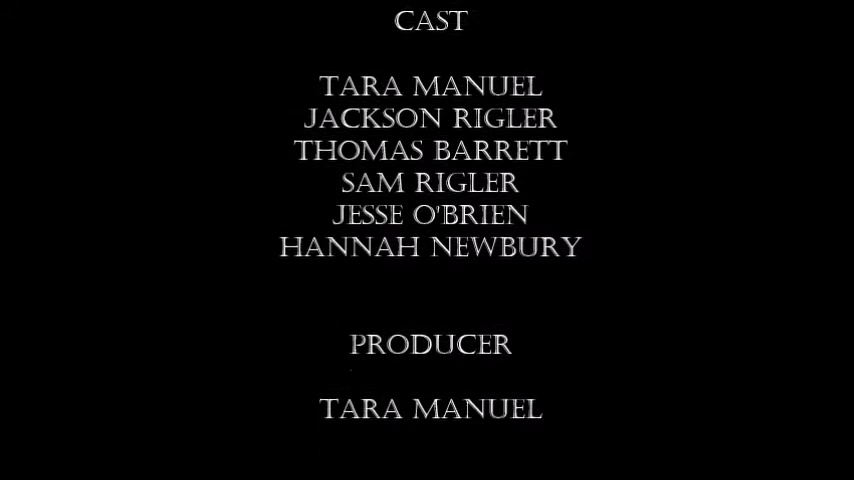 CAST
TARA MANUEL
JACKSON RIGLER
THOMAS BARRETT
SAM RIGLER
JESSE O'BRIEN
HANNAH NEWBURY
PRODUCER
TARA MANUEL